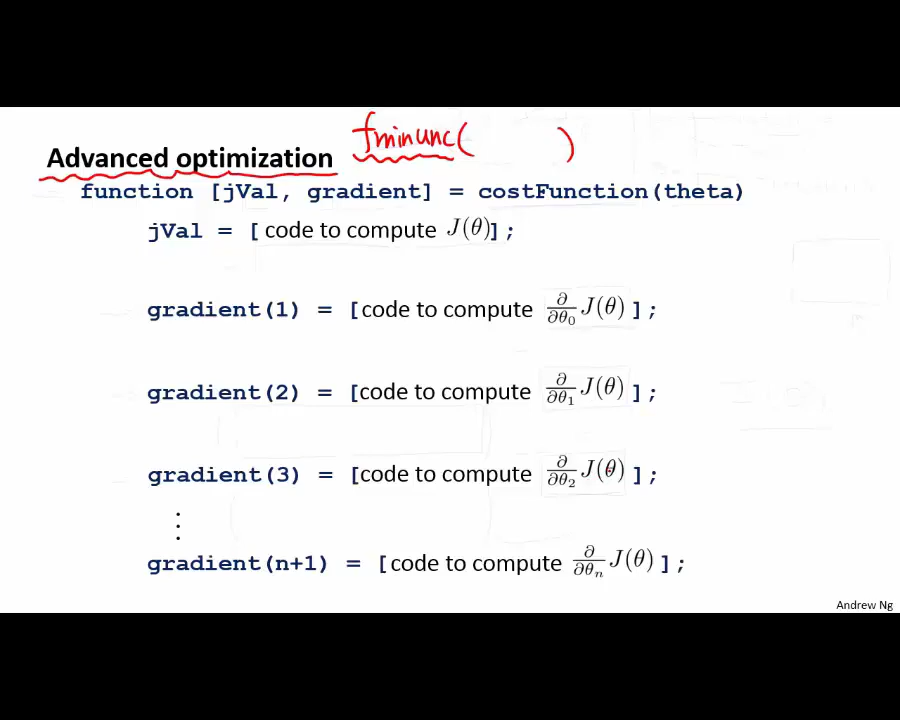 fminunc( )
Advanced optimization
function [jVal, gradient] = costFunction(theta)
jVal = [ code to compute J(θ)];
gradient(1) = [code to compute ∂/∂θ₀ J(θ) ];
gradient(2) = [code to compute ∂/∂θ₁ J(θ) ];
gradient(3) = [code to compute ∂/∂θ₂ J(θ) ];
⋮
gradient(n+1) = [code to compute ∂/∂θₙ J(θ) ];
Andrew Ng